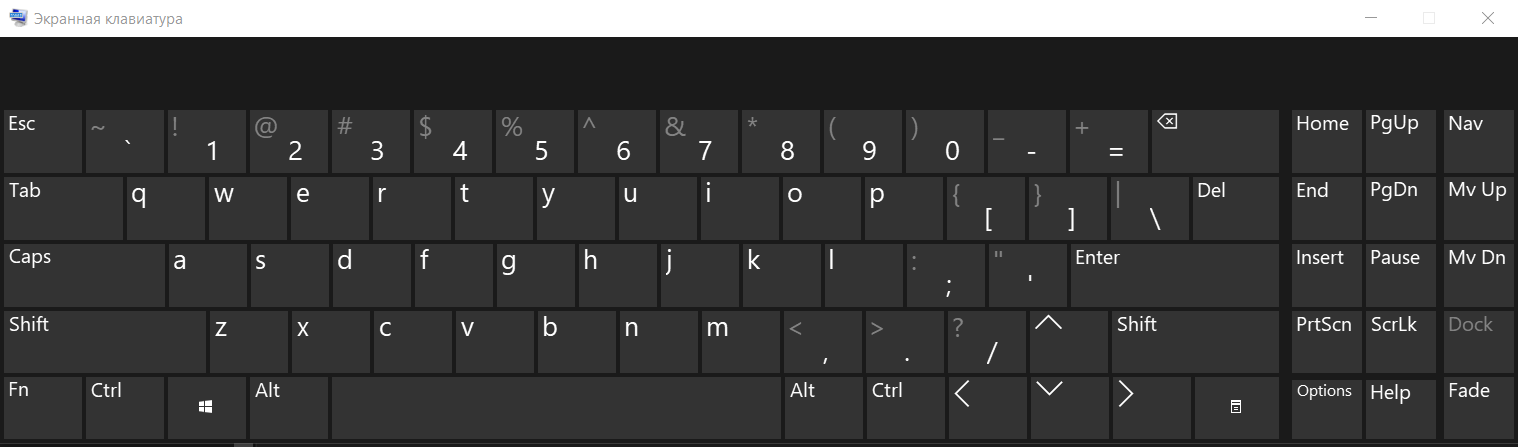 Экранная клавиатура
Esc ~ ` ! 1 @ 2 # 3 $ 4 % 5 ^ 6 & 7 * 8 ( 9 ) 0 _ - + = Home PgUp Nav
Tab q w e r t y u i o p { [ } ] | \ Del End PgDn Mv Up
Caps a s d f g h j k l : ; " ' Enter Insert Pause Mv Dn
Shift z x c v b n m < , > . ? / Shift PrtScn ScrLk Dock
Fn Ctrl Alt Alt Ctrl Options Help Fade